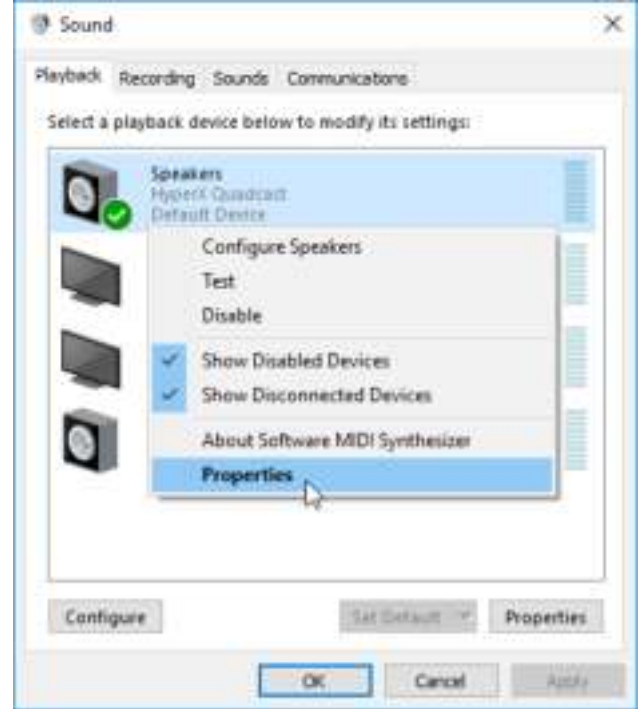 Sound
Playback Recording Sounds Communications
Select a playback device below to modify its settings:
Speakers
HyperX Quadcast
Default Device
Configure Speakers
Test
Disable
Show Disabled Devices
Show Disconnected Devices
About Software MIDI Synthesizer
Properties
Configure Set Default Properties
OK Cancel Apply